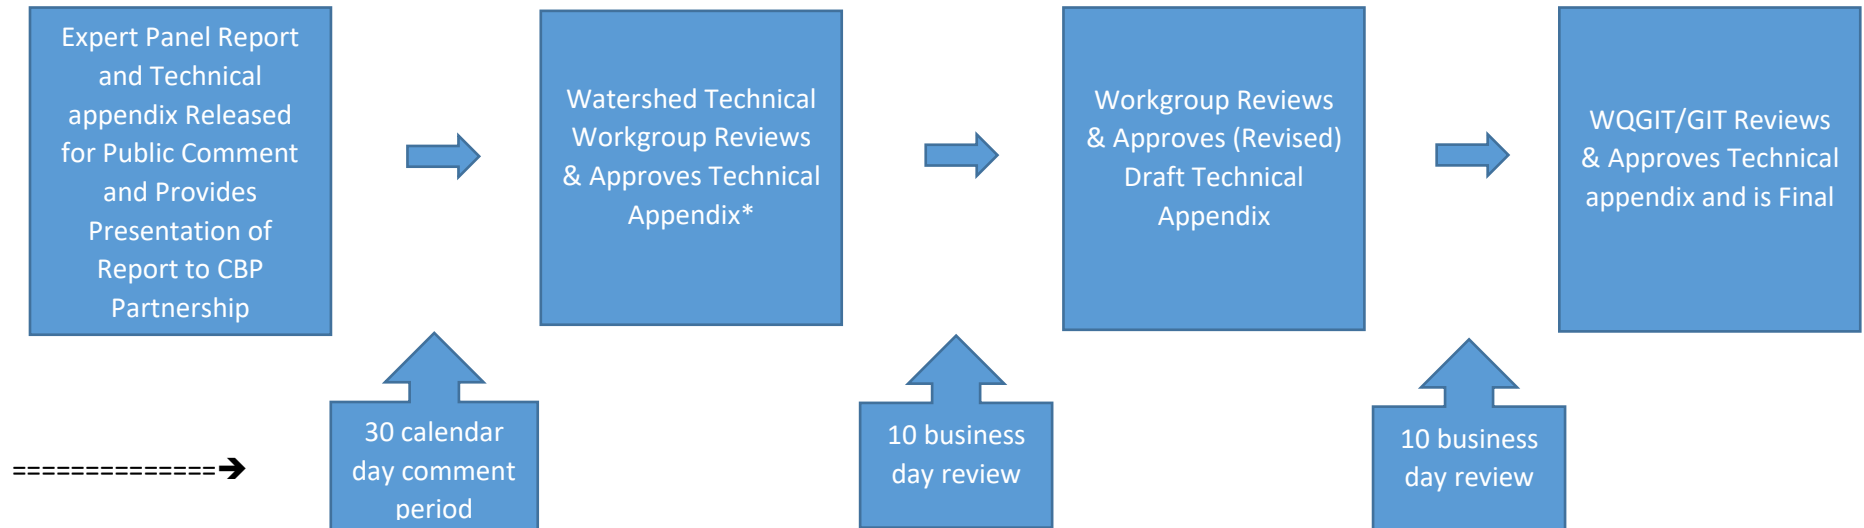 Expert Panel Report
and Technical
appendix Released
for Public Comment
and Provides
Presentation of
Report to CBP
Partnership
Watershed Technical
Workgroup Reviews
& Approves Technical
Appendix*
Workgroup Reviews
& Approves (Revised)
Draft Technical
Appendix
WQGIT/GIT Reviews
& Approves Technical
appendix and is Final
30 calendar
day comment
period
10 business
day review
10 business
day review
==============➔